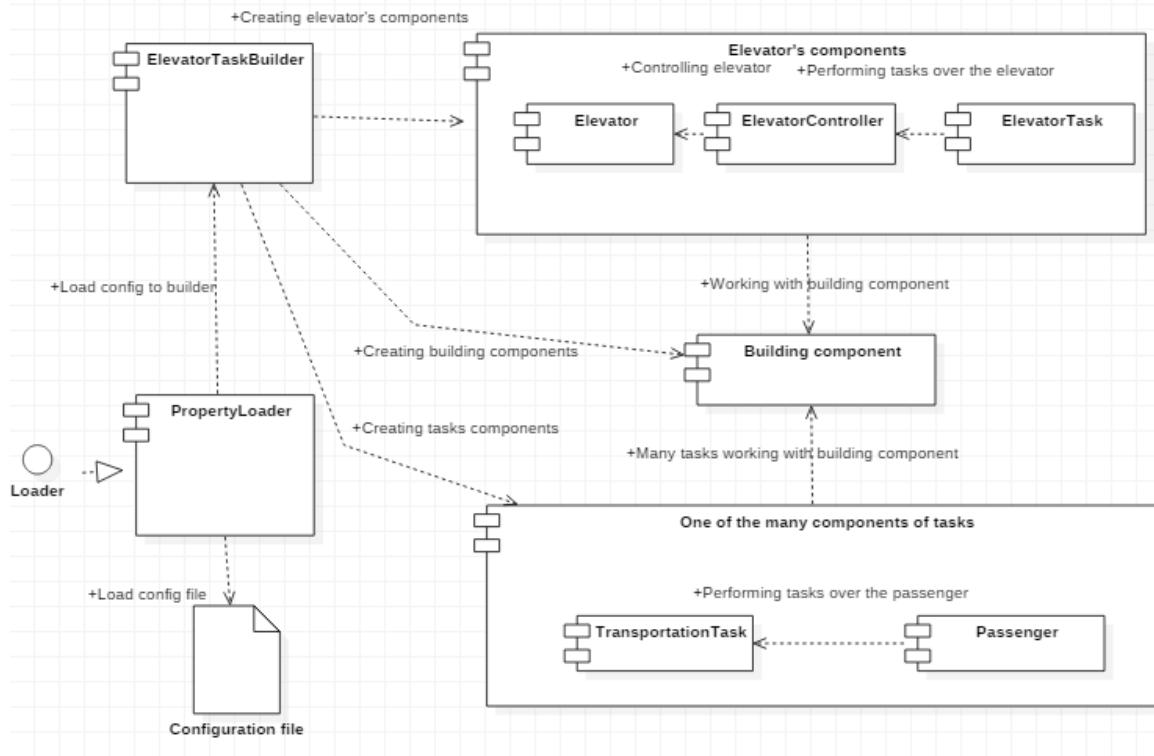 +Creating elevator's components
ElevatorTaskBuilder
Elevator's components
+Controlling elevator
+Performing tasks over the elevator
Elevator
ElevatorController
ElevatorTask
+Load config to builder
+Working with building component
+Creating building components
Building component
PropertyLoader
+Creating tasks components
+Many tasks working with building component
Loader
One of the many components of tasks
+Load config file
+Performing tasks over the passenger
TransportationTask
Passenger
Configuration file